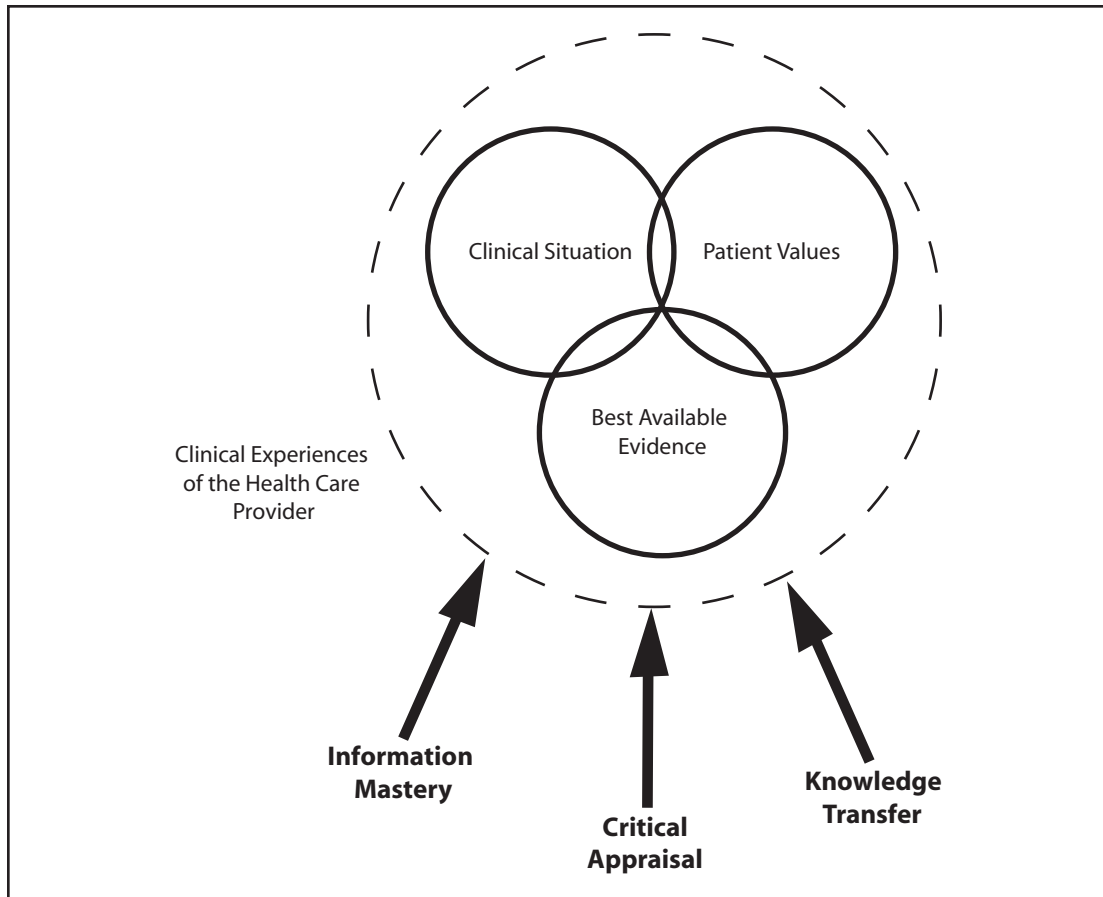 Clinical Situation
Patient Values
Best Available
Evidence
Clinical Experiences
of the Health Care
Provider
Information
Mastery
Critical
Appraisal
Knowledge
Transfer